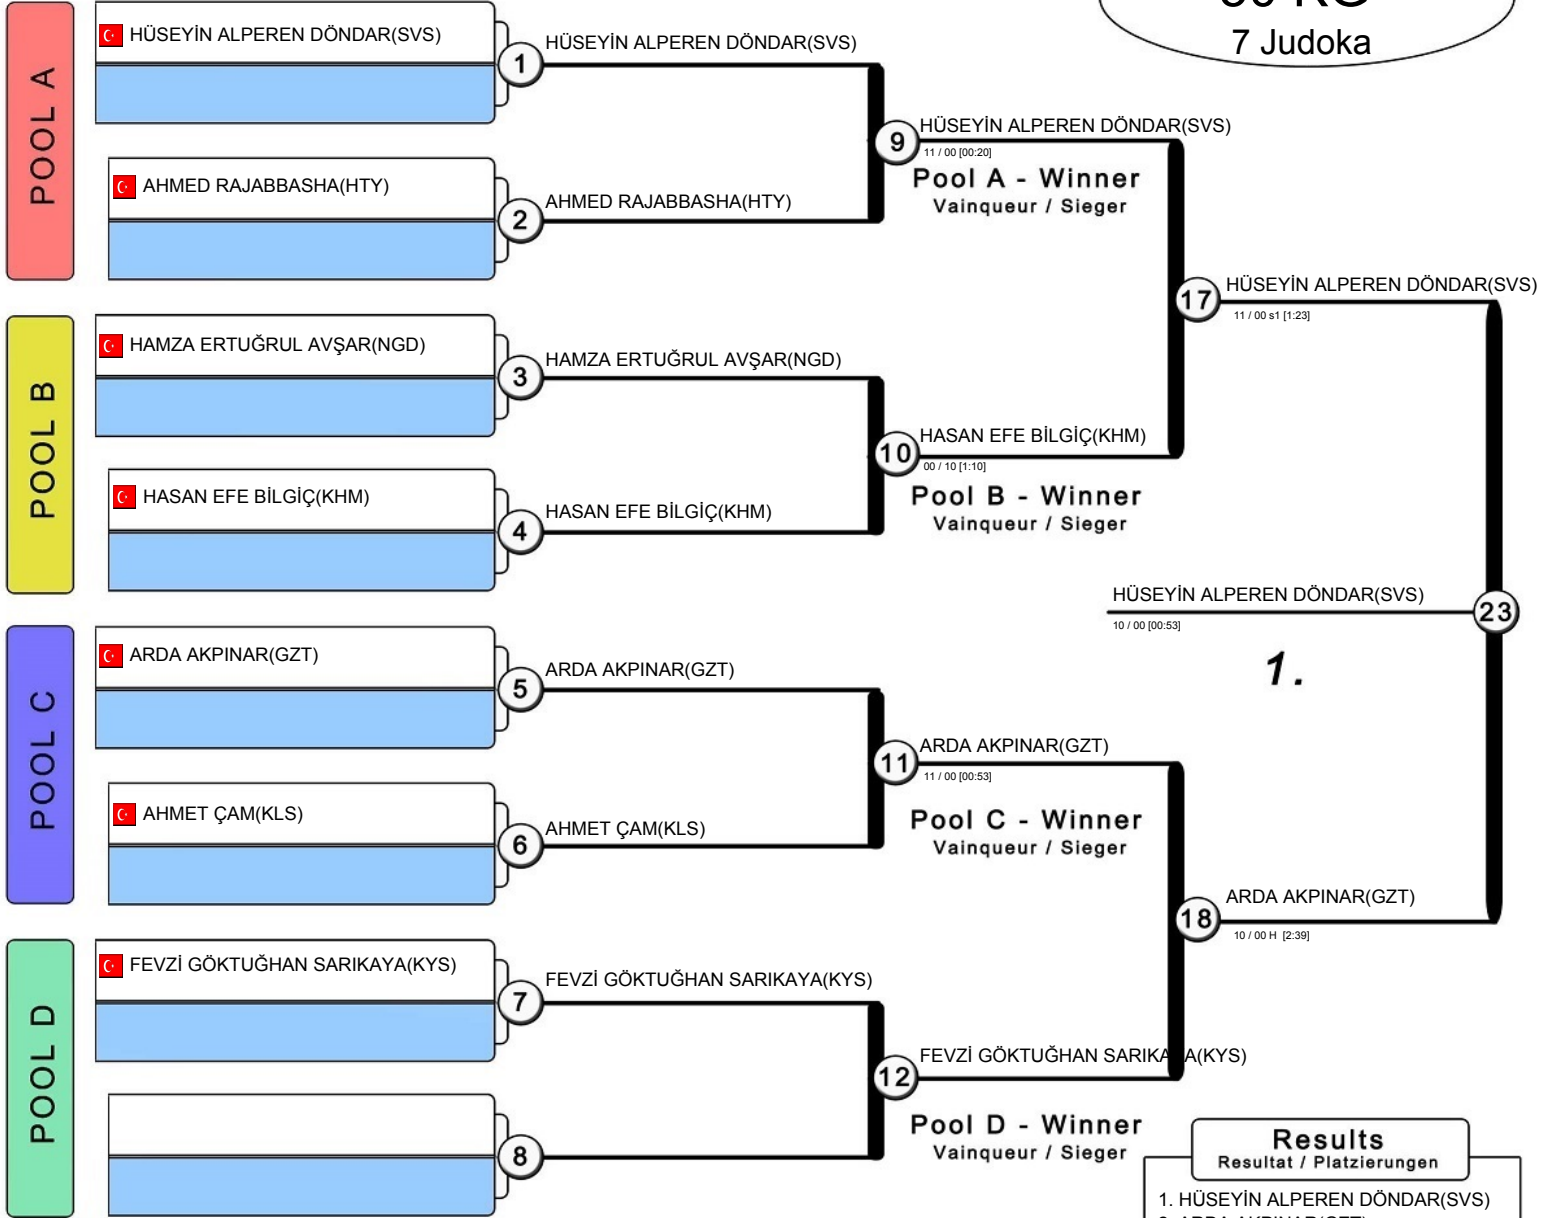 7 Judoka
POOL A
HÜSEYİN ALPEREN DÖNDAR(SVS)
1
HÜSEYİN ALPEREN DÖNDAR(SVS)
AHMED RAJABBASHA(HTY)
2
AHMED RAJABBASHA(HTY)
9
HÜSEYİN ALPEREN DÖNDAR(SVS)
11 / 00 [00:20]
Pool A - Winner
Vainqueur / Sieger
POOL B
HAMZA ERTUĞRUL AVŞAR(NGD)
3
HAMZA ERTUĞRUL AVŞAR(NGD)
HASAN EFE BİLGİÇ(KHM)
4
HASAN EFE BİLGİÇ(KHM)
10
HASAN EFE BİLGİÇ(KHM)
00 / 10 [1:10]
Pool B - Winner
Vainqueur / Sieger
17
HÜSEYİN ALPEREN DÖNDAR(SVS)
11 / 00 s1 [1:23]
POOL C
ARDA AKPINAR(GZT)
5
ARDA AKPINAR(GZT)
AHMET ÇAM(KLS)
6
AHMET ÇAM(KLS)
11
ARDA AKPINAR(GZT)
11 / 00 [00:53]
Pool C - Winner
Vainqueur / Sieger
POOL D
FEVZİ GÖKTUĞHAN SARIKAYA(KYS)
7
FEVZİ GÖKTUĞHAN SARIKAYA(KYS)
8
12
FEVZİ GÖKTUĞHAN SARIKAYA(KYS)
Pool D - Winner
Vainqueur / Sieger
18
ARDA AKPINAR(GZT)
10 / 00 H [2:39]
HÜSEYİN ALPEREN DÖNDAR(SVS)
23
10 / 00 [00:53]
1.
Results
Resultat / Platzierungen
1. HÜSEYİN ALPEREN DÖNDAR(SVS)